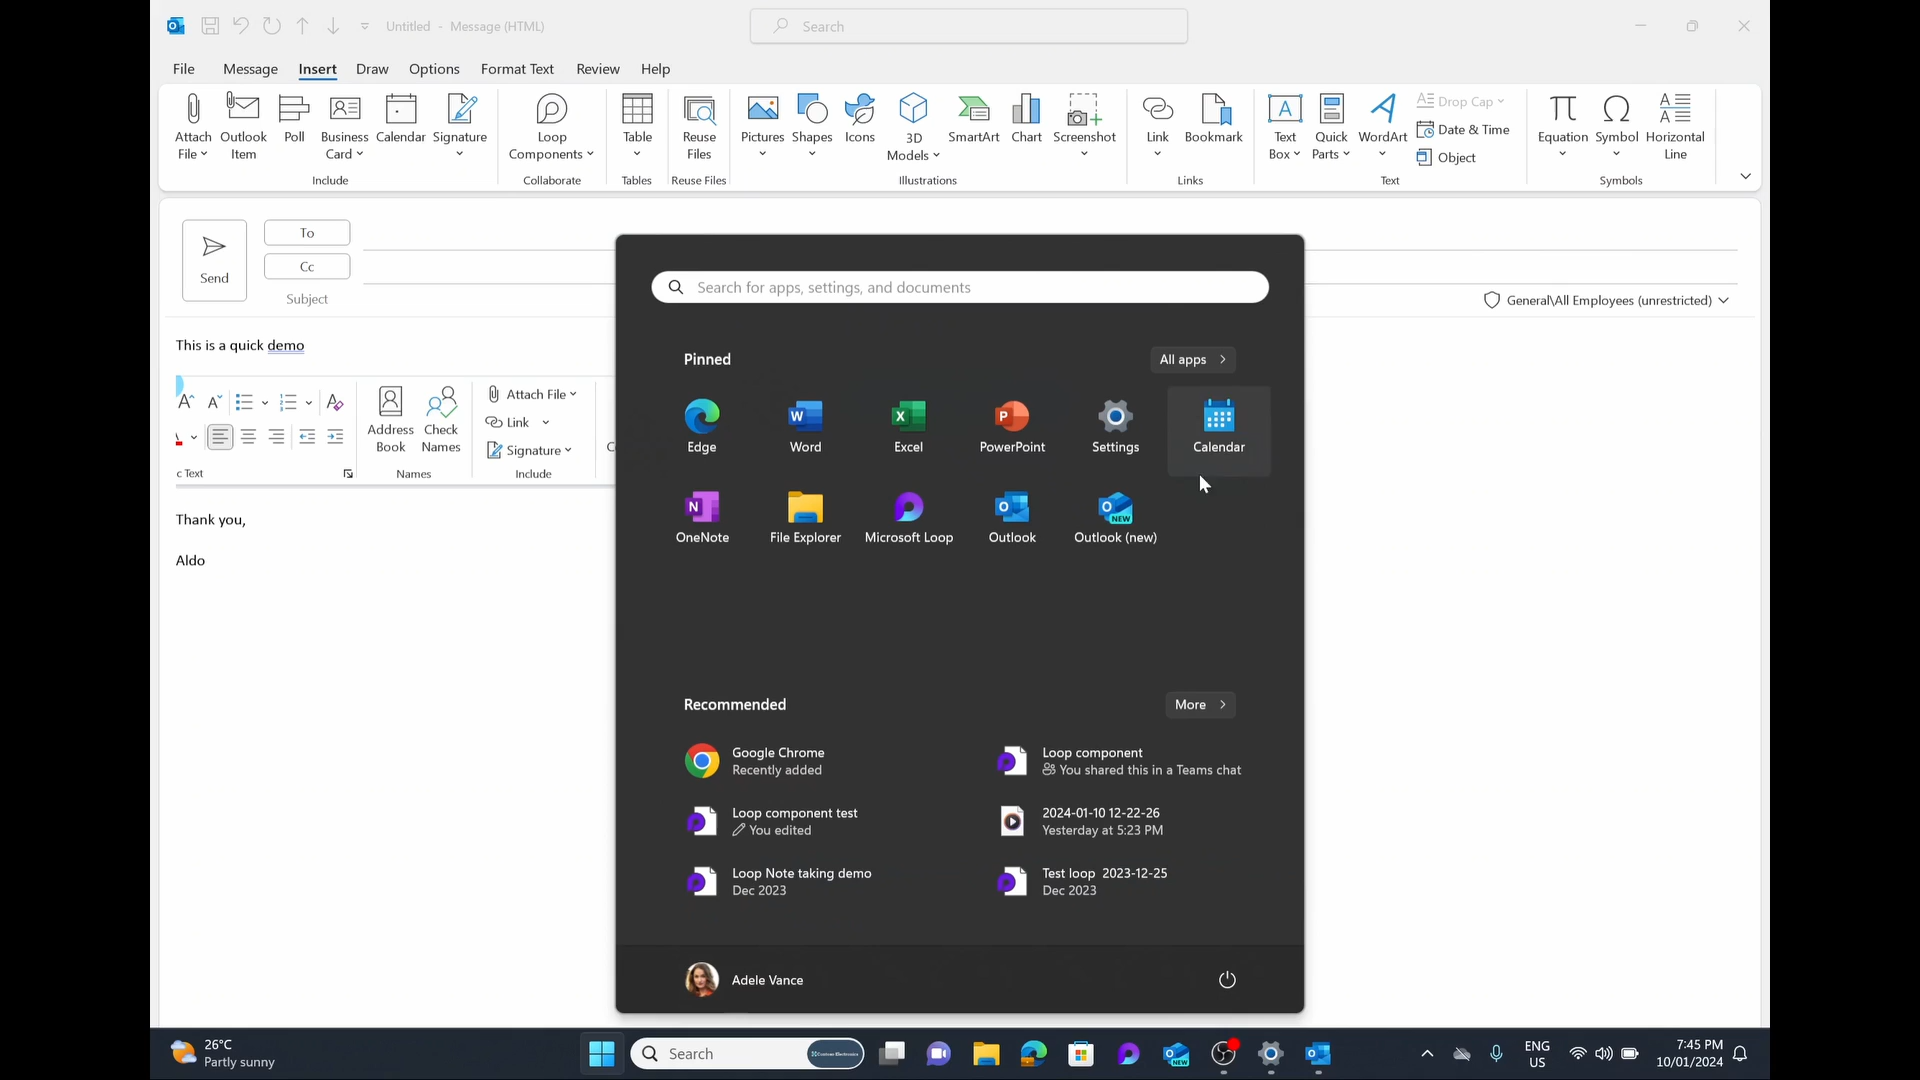 Untitled - Message (HTML)
Search
File Message Insert Draw Options Format Text Review Help
Attach File
Outlook Item
Poll
Business Card
Calendar
Signature
Include
Loop Components
Collaborate
Table
Tables
Reuse Files
Reuse Files
Pictures
Shapes
Icons
3D Models
SmartArt
Chart
Screenshot
Illustrations
Link
Bookmark
Links
Text Box
Quick Parts
WordArt
Drop Cap
Date & Time
Object
Text
Equation
Symbol
Horizontal Line
Symbols
Send
To
Cc
Subject
General\All Employees (unrestricted)
This is a quick demo
Address Book
Check Names
Names
Attach File
Link
Signature
Include
c Text
Thank you,
Aldo
Search for apps, settings, and documents
Pinned
All apps
Edge
Word
Excel
PowerPoint
Settings
Calendar
OneNote
File Explorer
Microsoft Loop
Outlook
NEW
Outlook (new)
Recommended
More
Google Chrome
Recently added
Loop component
You shared this in a Teams chat
Loop component test
You edited
2024-01-10 12-22-26
Yesterday at 5:23 PM
Loop Note taking demo
Dec 2023
Test loop 2023-12-25
Dec 2023
Adele Vance
26°C
Partly sunny
Search
NEW
ENG
US
7:45 PM
10/01/2024